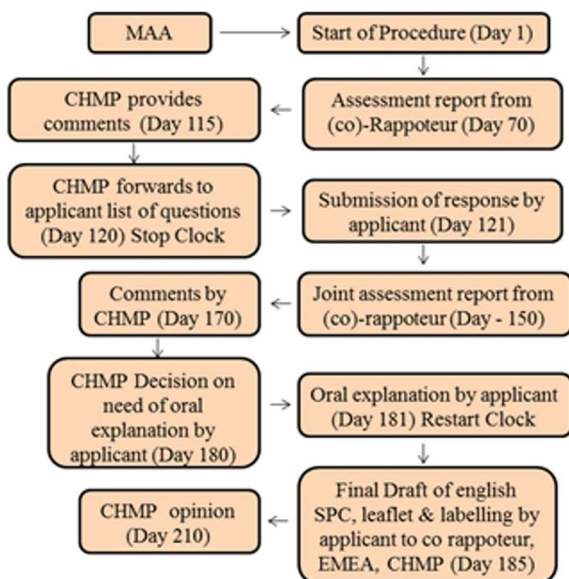 MAA
Start of Procedure (Day 1)
Assessment report from
(co)-Rappoteur (Day 70)
CHMP provides
comments (Day 115)
CHMP forwards to
applicant list of questions
(Day 120) Stop Clock
Submission of response by
applicant (Day 121)
Joint assessment report from
(co)-rappoteur (Day - 150)
Comments by
CHMP (Day 170)
CHMP Decision on
need of oral
explanation by
applicant (Day 180)
Oral explanation by applicant
(Day 181) Restart Clock
Final Draft of english
SPC, leaflet & labelling by
applicant to co rappoteur,
EMEA, CHMP (Day 185)
CHMP opinion
(Day 210)